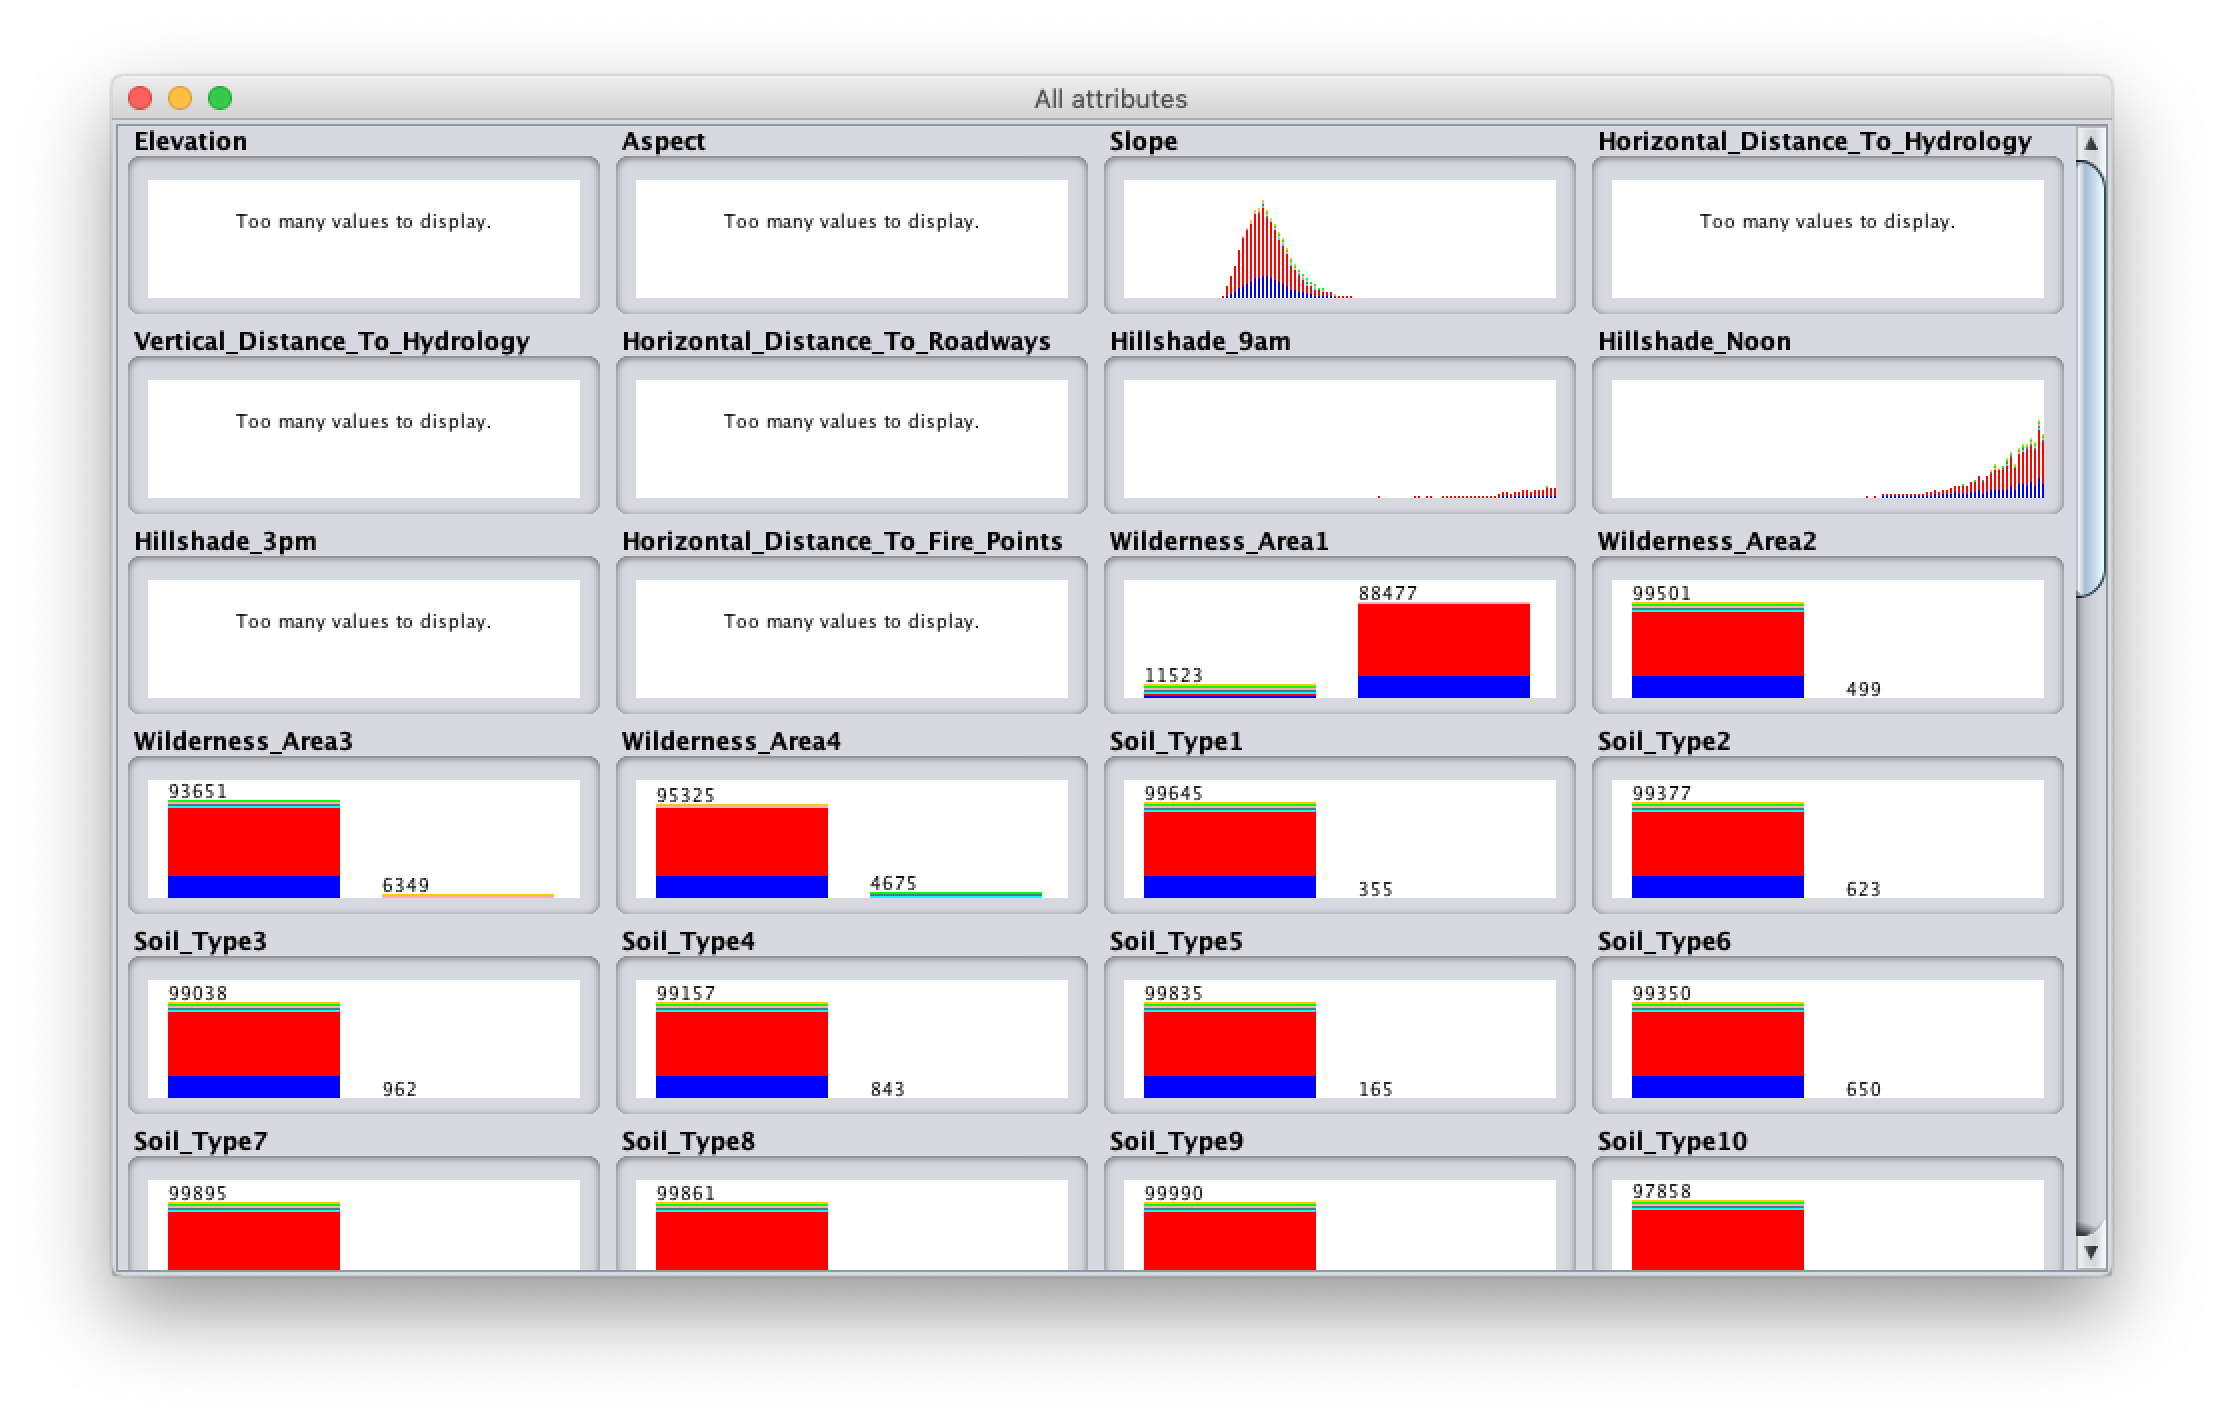 All attributes
Elevation Aspect Slope Horizontal_Distance_To_Hydrology
Too many values to display. Too many values to display. Too many values to display.
Vertical_Distance_To_Hydrology Horizontal_Distance_To_Roadways Hillshade_9am Hillshade_Noon
Too many values to display. Too many values to display.
Hillshade_3pm Horizontal_Distance_To_Fire_Points Wilderness_Area1 Wilderness_Area2
88477 99501
Too many values to display. Too many values to display.
11523 499
Wilderness_Area3 Wilderness_Area4 Soil_Type1 Soil_Type2
93651 95325 99645 99377
6349 4675 355 623
Soil_Type3 Soil_Type4 Soil_Type5 Soil_Type6
99038 99157 99835 99350
962 843 165 650
Soil_Type7 Soil_Type8 Soil_Type9 Soil_Type10
99895 99861 99990 97858